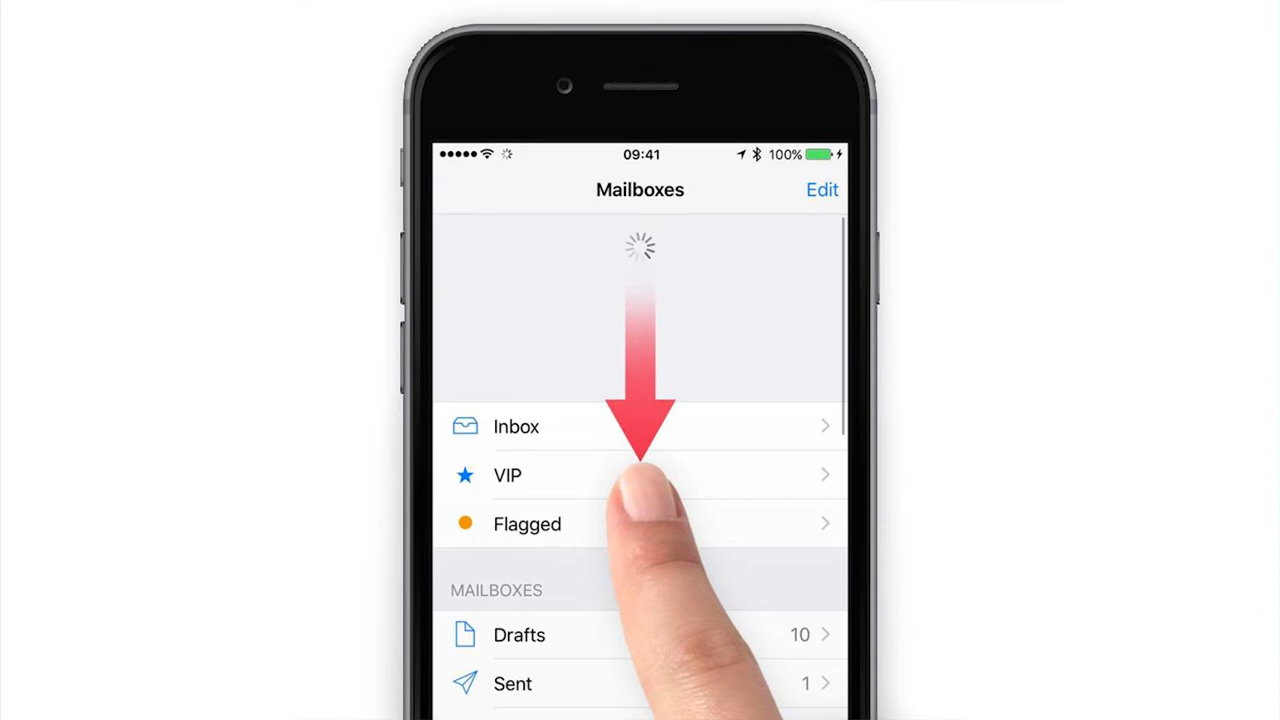 09:41 100%
Mailboxes Edit
Inbox
VIP
Flagged
MAILBOXES
Drafts 10
Sent 1